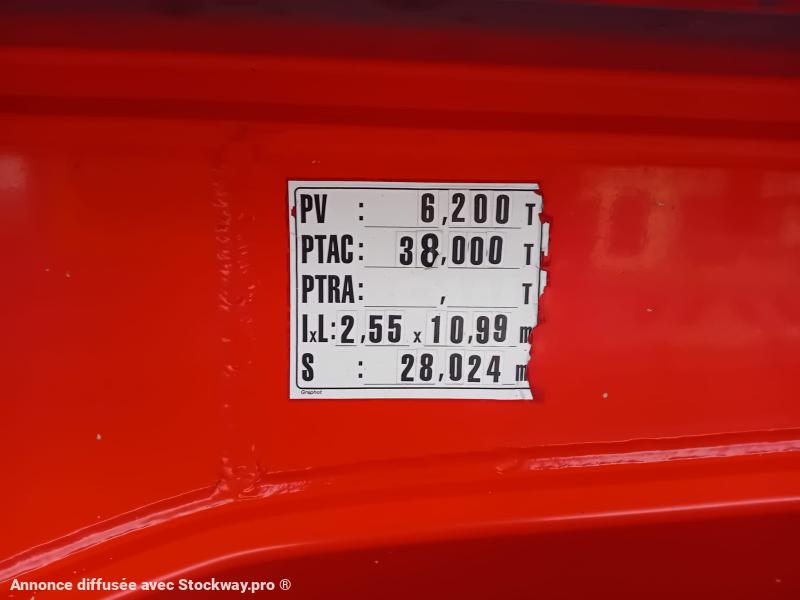 PV : 6,200 T
PTAC: 38,000 T
PTRA: , T
IxL: 2,55 x 10,99 m
S : 28,024 m
Graphot
Annonce diffusée avec Stockway.pro ®